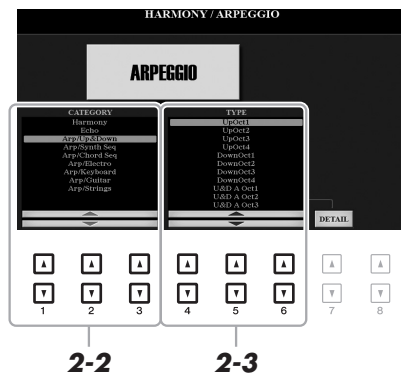 HARMONY / ARPEGGIO
ARPEGGIO
CATEGORY
Harmony
Echo
Arp/Up&Down
Arp/Synth Seq
Arp/Chord Seq
Arp/Electro
Arp/Keyboard
Arp/Guitar
Arp/Strings
TYPE
UpOct1
UpOct2
UpOct3
UpOct4
DownOct1
DownOct2
DownOct3
DownOct4
U&D A Oct1
U&D A Oct2
U&D A Oct3
DETAIL
1 2 3 4 5 6 7 8
2-2 2-3